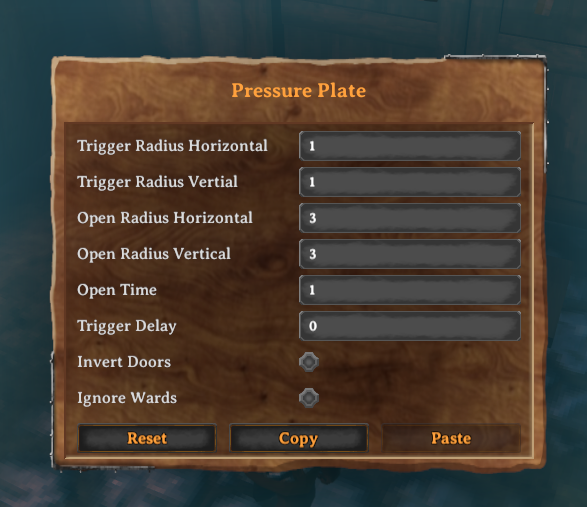 Pressure Plate
Trigger Radius Horizontal 1
Trigger Radius Vertial 1
Open Radius Horizontal 3
Open Radius Vertical 3
Open Time 1
Trigger Delay 0
Invert Doors
Ignore Wards
Reset Copy Paste